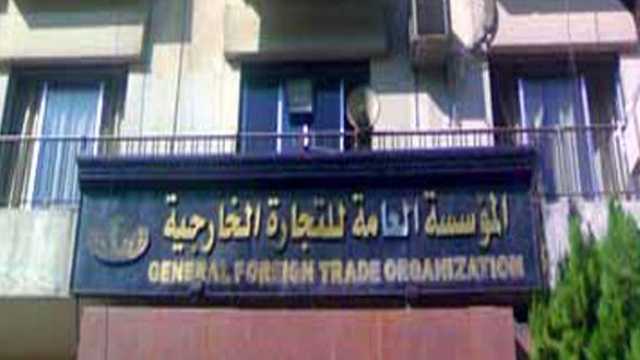 المؤسسة العامة للتجارة الخارجية
GENERAL FOREIGN TRADE ORGANIZATION